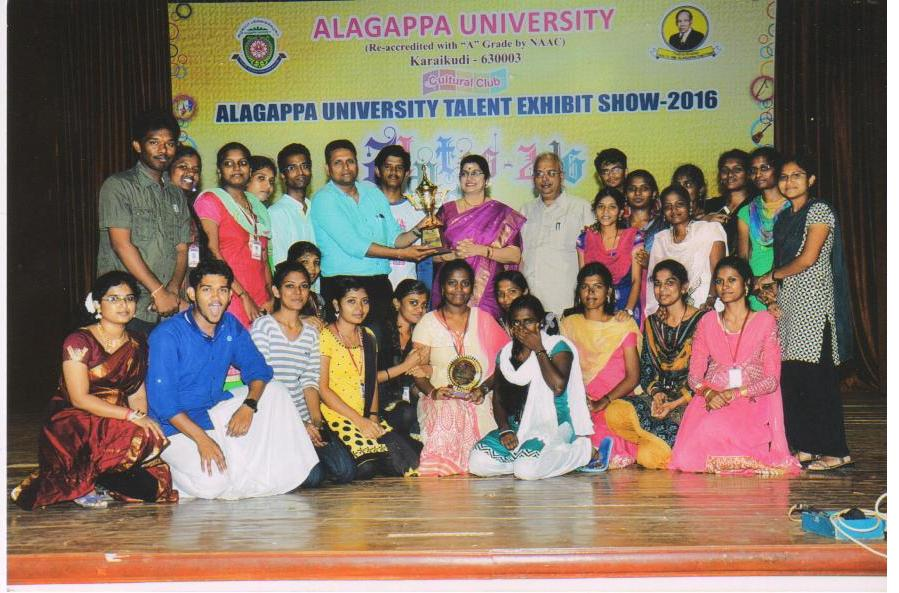 ALAGAPPA UNIVERSITY
(Re-accredited with "A" Grade by NAAC)
Karaikudi - 630003
Cultural Club
ALAGAPPA UNIVERSITY TALENT EXHIBIT SHOW-2016